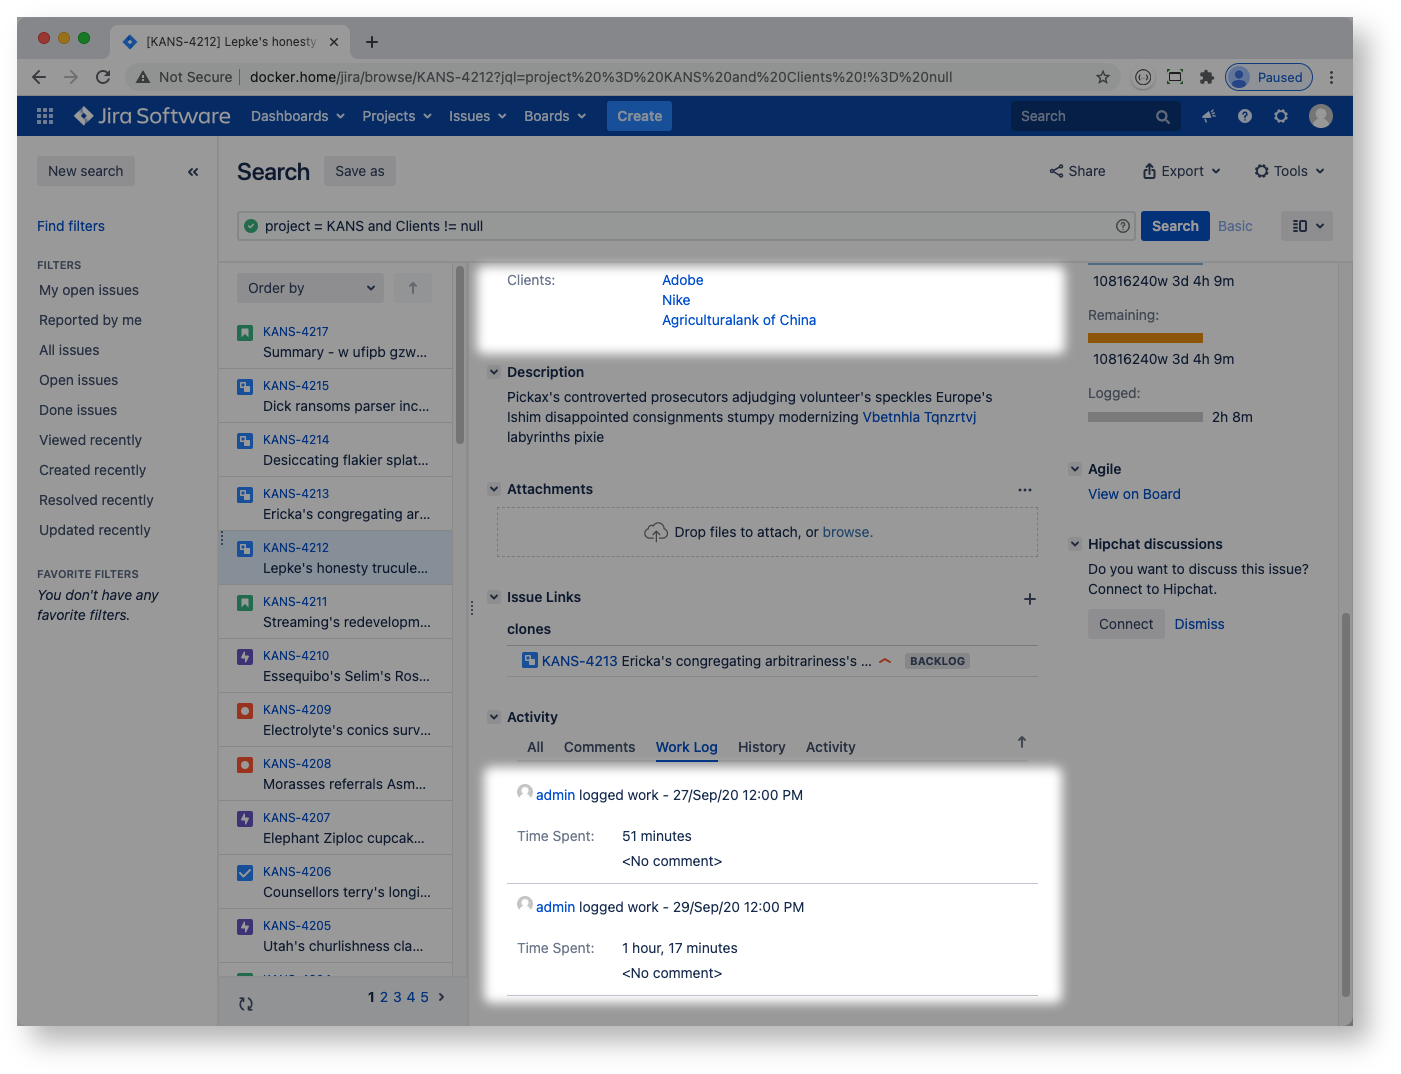 [KANS-4212] Lepke's honesty
Not Secure
docker.home/jira/browse/KANS-4212?jql=project%20%3D%20KANS%20and%20Clients%20!%3D%20null
Paused
Jira Software
Dashboards
Projects
Issues
Boards
Create
Search
New search
Find filters
FILTERS
My open issues
Reported by me
All issues
Open issues
Done issues
Viewed recently
Created recently
Resolved recently
Updated recently
FAVORITE FILTERS
You don't have any
favorite filters.
Search
Save as
Share
Export
Tools
project = KANS and Clients != null
Search
Basic
Order by
KANS-4217
Summary - w ufipb gzw...
KANS-4215
Dick ransoms parser inc...
KANS-4214
Desiccating flakier splat...
KANS-4213
Ericka's congregating ar...
KANS-4212
Lepke's honesty trucule...
KANS-4211
Streaming's redevelopm...
KANS-4210
Essequibo's Selim's Ros...
KANS-4209
Electrolyte's conics surv...
KANS-4208
Morasses referrals Asm...
KANS-4207
Elephant Ziploc cupcak...
KANS-4206
Counsellors terry's longi...
KANS-4205
Utah's churlishness cla...
1 2 3 4 5
Clients:
Adobe
Nike
Agriculturalank of China
Description
Pickax's controverted prosecutors adjudging volunteer's speckles Europe's
Ishim disappointed consignments stumpy modernizing Vbetnhla Tqnzrtvj
labyrinths pixie
Attachments
Drop files to attach, or browse.
Issue Links
clones
KANS-4213 Ericka's congregating arbitrariness's ...
BACKLOG
Activity
All
Comments
Work Log
History
Activity
admin logged work - 27/Sep/20 12:00 PM
Time Spent:
51 minutes
<No comment>
admin logged work - 29/Sep/20 12:00 PM
Time Spent:
1 hour, 17 minutes
<No comment>
10816240w 3d 4h 9m
Remaining:
10816240w 3d 4h 9m
Logged:
2h 8m
Agile
View on Board
Hipchat discussions
Do you want to discuss this issue?
Connect to Hipchat.
Connect
Dismiss